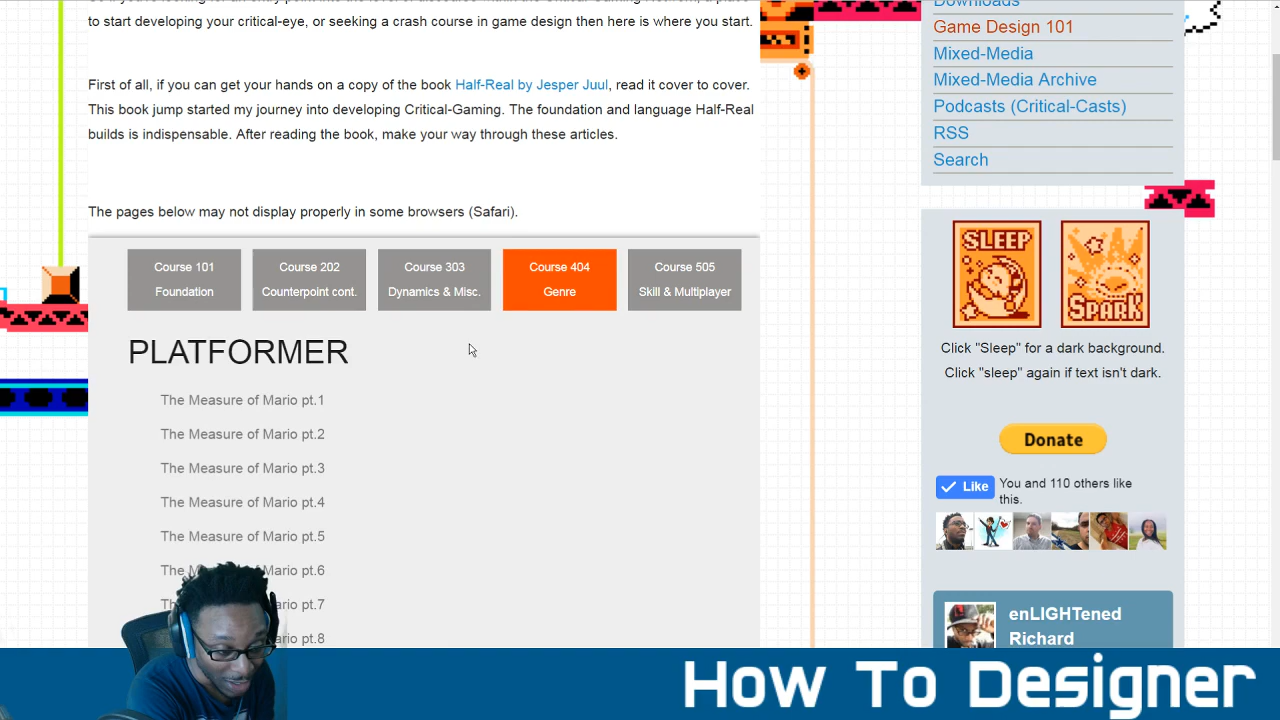 to start developing your critical-eye, or seeking a crash course in game design then here is where you start.
First of all, if you can get your hands on a copy of the book Half-Real by Jesper Juul, read it cover to cover.
This book jump started my journey into developing Critical-Gaming. The foundation and language Half-Real
builds is indispensable. After reading the book, make your way through these articles.
The pages below may not display properly in some browsers (Safari).
Course 101
Foundation
Course 202
Counterpoint cont.
Course 303
Dynamics & Misc.
Course 404
Genre
Course 505
Skill & Multiplayer
PLATFORMER
The Measure of Mario pt.1
The Measure of Mario pt.2
The Measure of Mario pt.3
The Measure of Mario pt.4
The Measure of Mario pt.5
The Measure of Mario pt.6
pt.7
pt.8
Downloads
Game Design 101
Mixed-Media
Mixed-Media Archive
Podcasts (Critical-Casts)
RSS
Search
SLEEP
SPARK
Click "Sleep" for a dark background.
Click "sleep" again if text isn't dark.
Donate
Like
You and 110 others like
this.
enLIGHTened
Richard
How To Designer